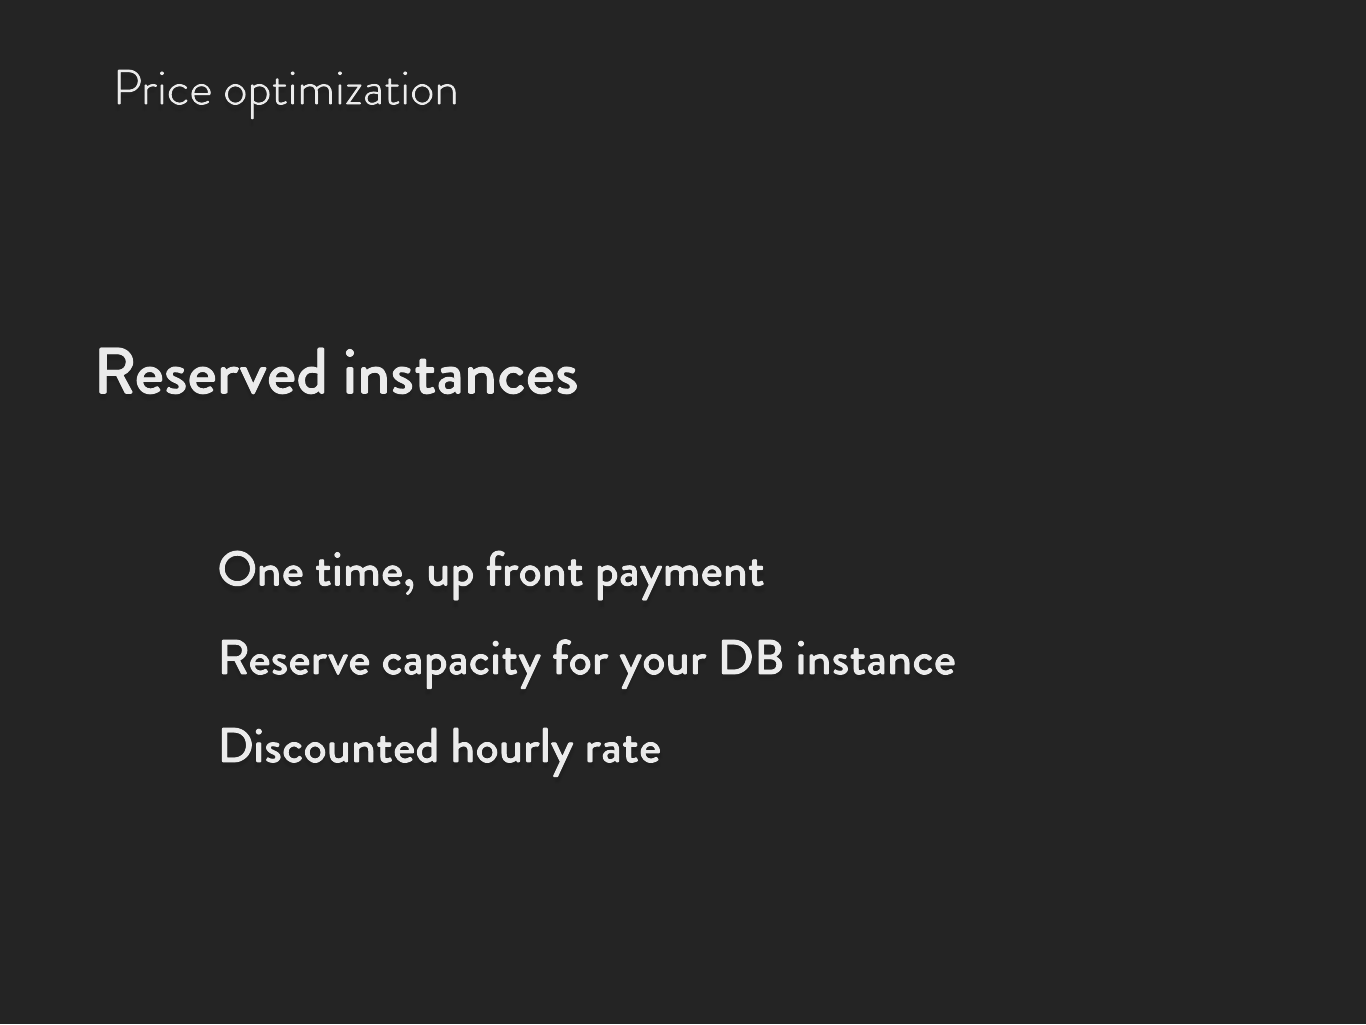 Price optimization
Reserved instances
One time, up front payment
Reserve capacity for your DB instance
Discounted hourly rate